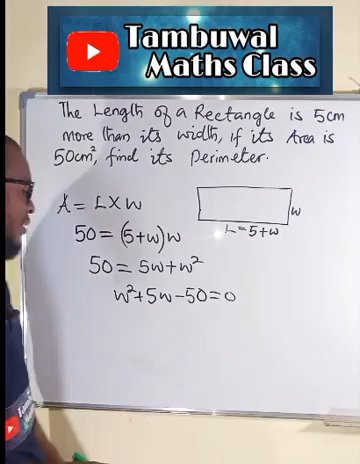 Tambuwal
Maths Class
The Length of a Rectangle is 5cm
more than its width, if its Area is
50cm², find its Perimeter.
A = L X W
50 = (5+w)w
50 = 5w+w²
w²+5w-50=0
w
L=5+w